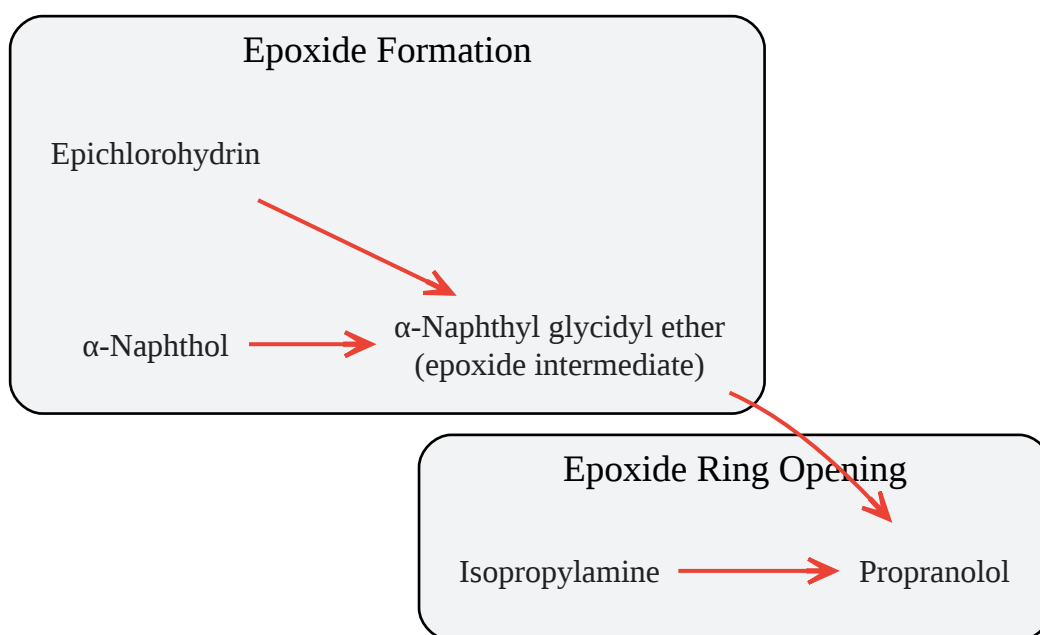 Epoxide Formation
Epichlorohydrin
α-Naphthol
α-Naphthyl glycidyl ether
(epoxide intermediate)
Epoxide Ring Opening
Isopropylamine
Propranolol